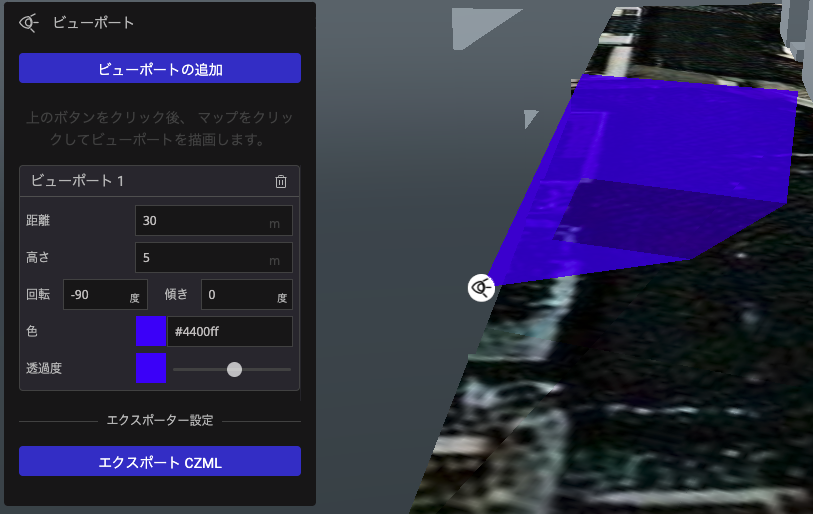 ビューポート
ビューポートの追加
上のボタンをクリック後、 マップをクリッ
クしてビューポートを描画します。
ビューポート 1
距離 30 m
高さ 5 m
回転 -90 度 傾き 0 度
色 #4400ff
透過度
エクスポーター設定
エクスポート CZML